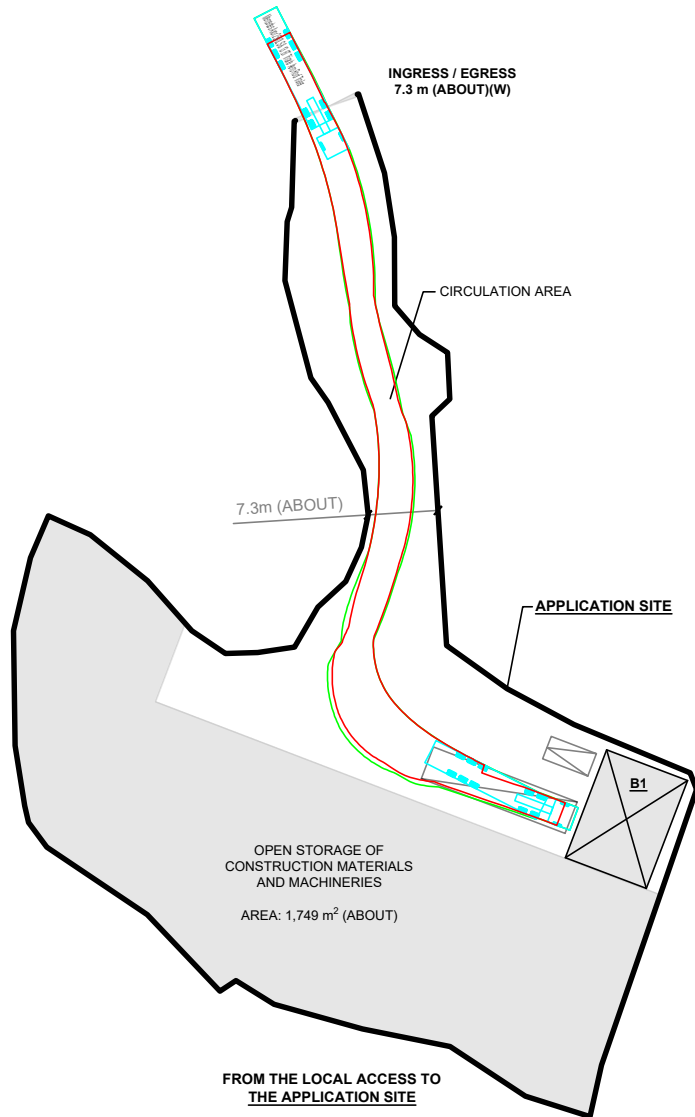 INGRESS / EGRESS
7.3 m (ABOUT)(W)
CIRCULATION AREA
7.3m (ABOUT)
APPLICATION SITE
B1
OPEN STORAGE OF
CONSTRUCTION MATERIALS
AND MACHINERIES
AREA: 1,749 m² (ABOUT)
FROM THE LOCAL ACCESS TO
THE APPLICATION SITE